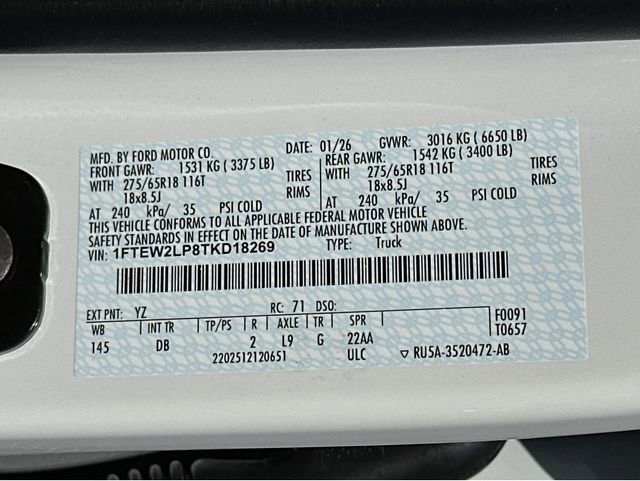 MFD. BY FORD MOTOR CO.
DATE: 01/26 GVWR: 3016 KG ( 6650 LB)
FRONT GAWR: 1531 KG ( 3375 LB)
REAR GAWR: 1542 KG ( 3400 LB)
WITH 275/65R18 116T TIRES
WITH 275/65R18 116T TIRES
18x8.5J RIMS
18x8.5J RIMS
AT 240 kPa/ 35 PSI COLD
AT 240 kPa/ 35 PSI COLD
THIS VEHICLE CONFORMS TO ALL APPLICABLE FEDERAL MOTOR VEHICLE
SAFETY STANDARDS IN EFFECT ON THE DATE OF MANUFACTURE SHOWN ABOVE.
VIN: 1FTEW2LP8TKD18269 TYPE: Truck
EXT PNT: YZ RC: 71 DSO:
WB INT TR TP/PS R AXLE TR SPR
145 DB 2 L9 G 22AA
2202512120651 ULC
F0091
T0657
▽ RU5A-3520472-AB